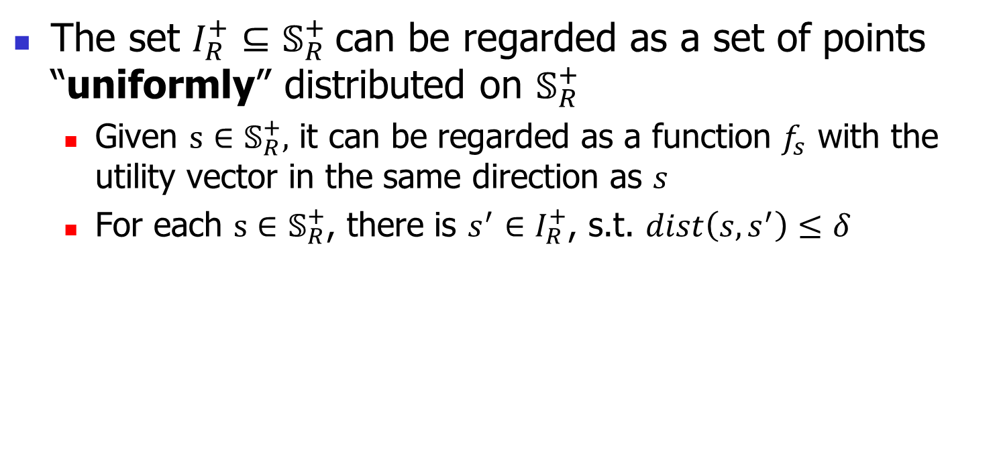 ▪ The set $I_R^+ \subseteq \mathbb{S}_R^+$ can be regarded as a set of points
“uniformly” distributed on $\mathbb{S}_R^+$
▪ Given $\mathrm{s} \in \mathbb{S}_R^+$, it can be regarded as a function $f_s$ with the
utility vector in the same direction as $s$
▪ For each $\mathrm{s} \in \mathbb{S}_R^+$, there is $s' \in I_R^+$, s.t. $dist(s, s') \leq \delta$